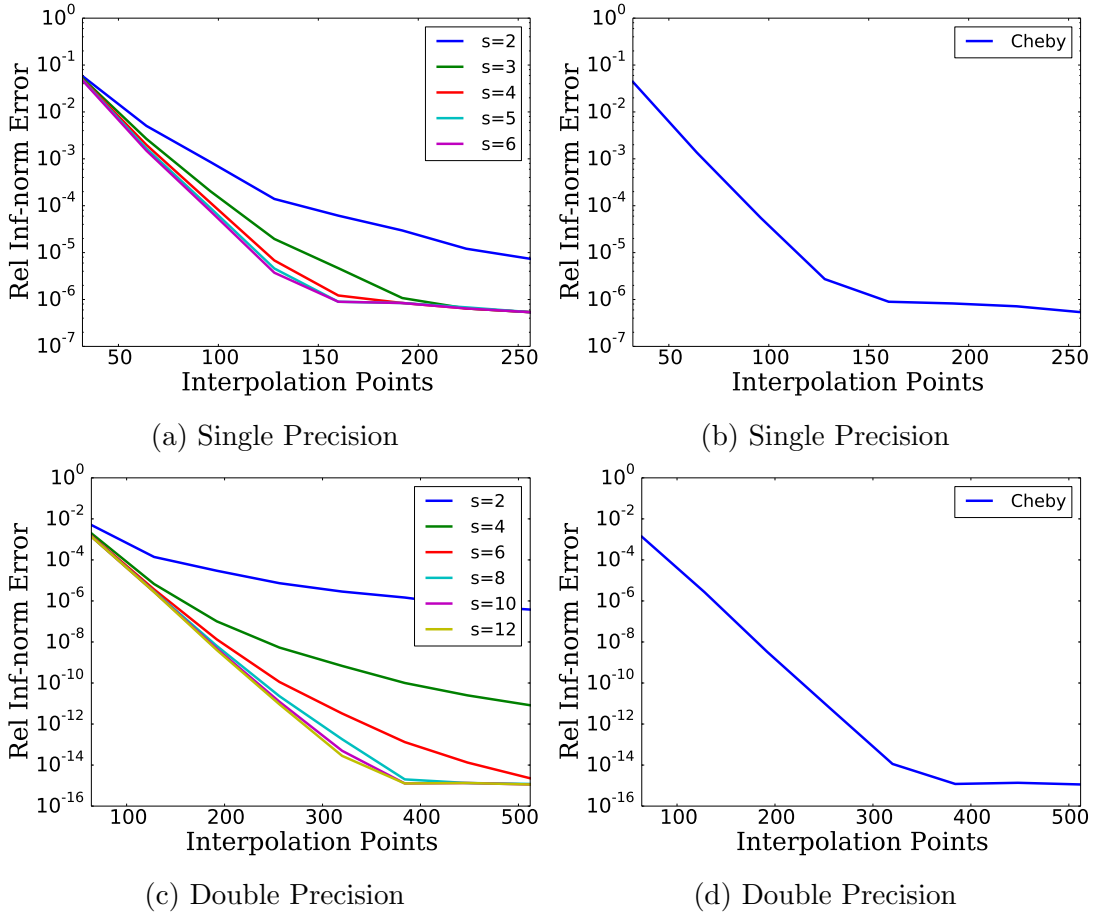 10^0
10^-1
10^-2
10^-3
10^-4
10^-5
10^-6
10^-7
Rel Inf-norm Error
s=2
s=3
s=4
s=5
s=6
50 100 150 200 250
Interpolation Points
(a) Single Precision
10^0
10^-1
10^-2
10^-3
10^-4
10^-5
10^-6
10^-7
Rel Inf-norm Error
Cheby
50 100 150 200 250
Interpolation Points
(b) Single Precision
10^0
10^-2
10^-4
10^-6
10^-8
10^-10
10^-12
10^-14
10^-16
Rel Inf-norm Error
s=2
s=4
s=6
s=8
s=10
s=12
100 200 300 400 500
Interpolation Points
(c) Double Precision
10^0
10^-2
10^-4
10^-6
10^-8
10^-10
10^-12
10^-14
10^-16
Rel Inf-norm Error
Cheby
100 200 300 400 500
Interpolation Points
(d) Double Precision